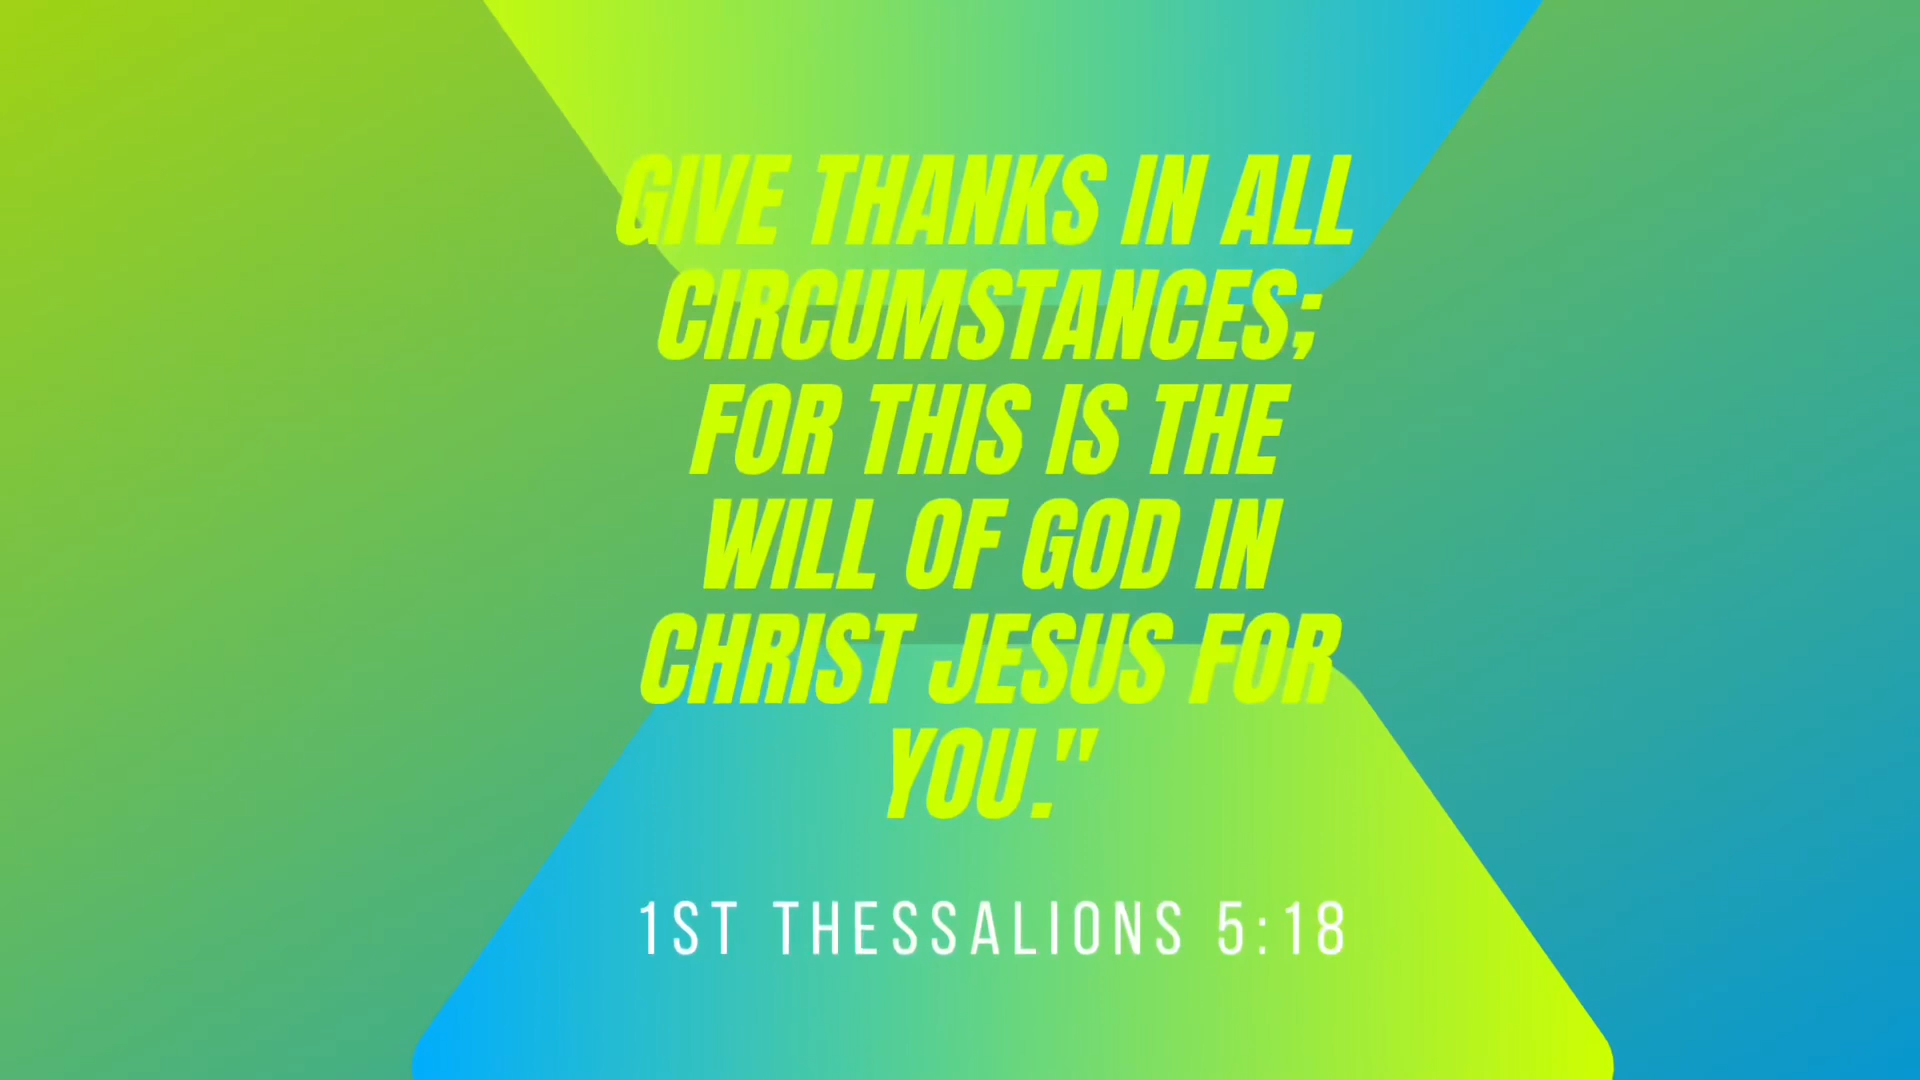 GIVE THANKS IN ALL
CIRCUMSTANCES;
FOR THIS IS THE
WILL OF GOD IN
CHRIST JESUS FOR
YOU."
1ST THESSALIONS 5:18